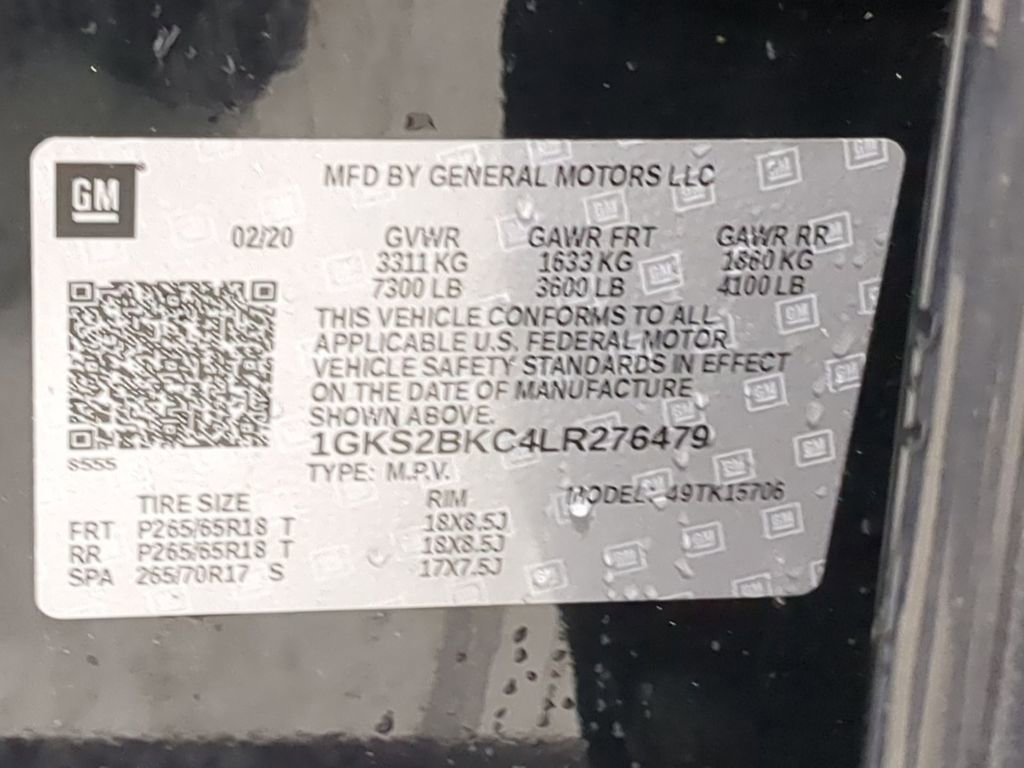 GM
MFD BY GENERAL MOTORS LLC
02/20 GVWR GAWR FRT GAWR RR
3311 KG 1633 KG 1860 KG
7300 LB 3600 LB 4100 LB
THIS VEHICLE CONFORMS TO ALL
APPLICABLE U.S. FEDERAL MOTOR
VEHICLE SAFETY STANDARDS IN EFFECT
ON THE DATE OF MANUFACTURE
SHOWN ABOVE.
1GKS2BKC4LR276479
S555
TYPE: M.P.V.
TIRE SIZE RIM MODEL: 49TK15706
FRT P265/65R18 T 18X8.5J
RR P265/65R18 T 18X8.5J
SPA 265/70R17 S 17X7.5J